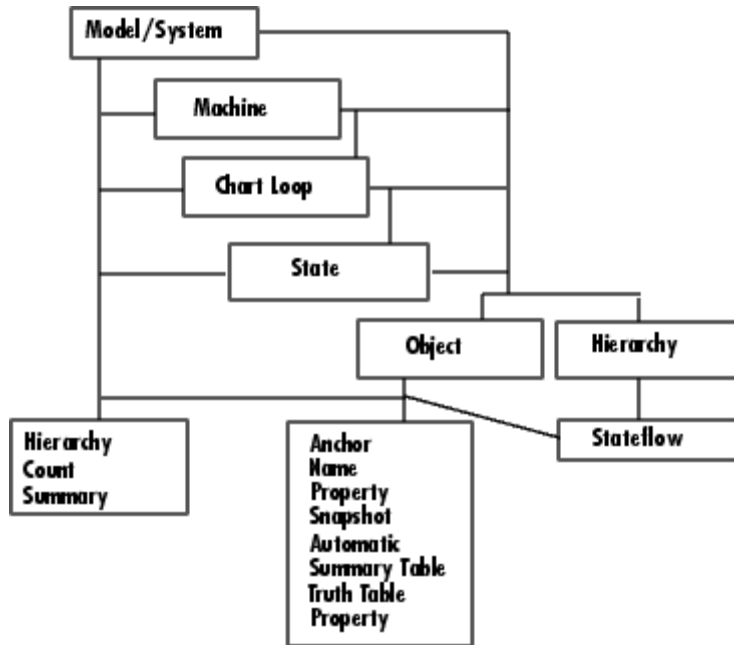 Model/System
Machine
Chart Loop
State
Object
Hierarchy
Stateflow
Hierarchy
Count
Summary
Anchor
Name
Property
Snapshot
Automatic
Summary Table
Truth Table
Property